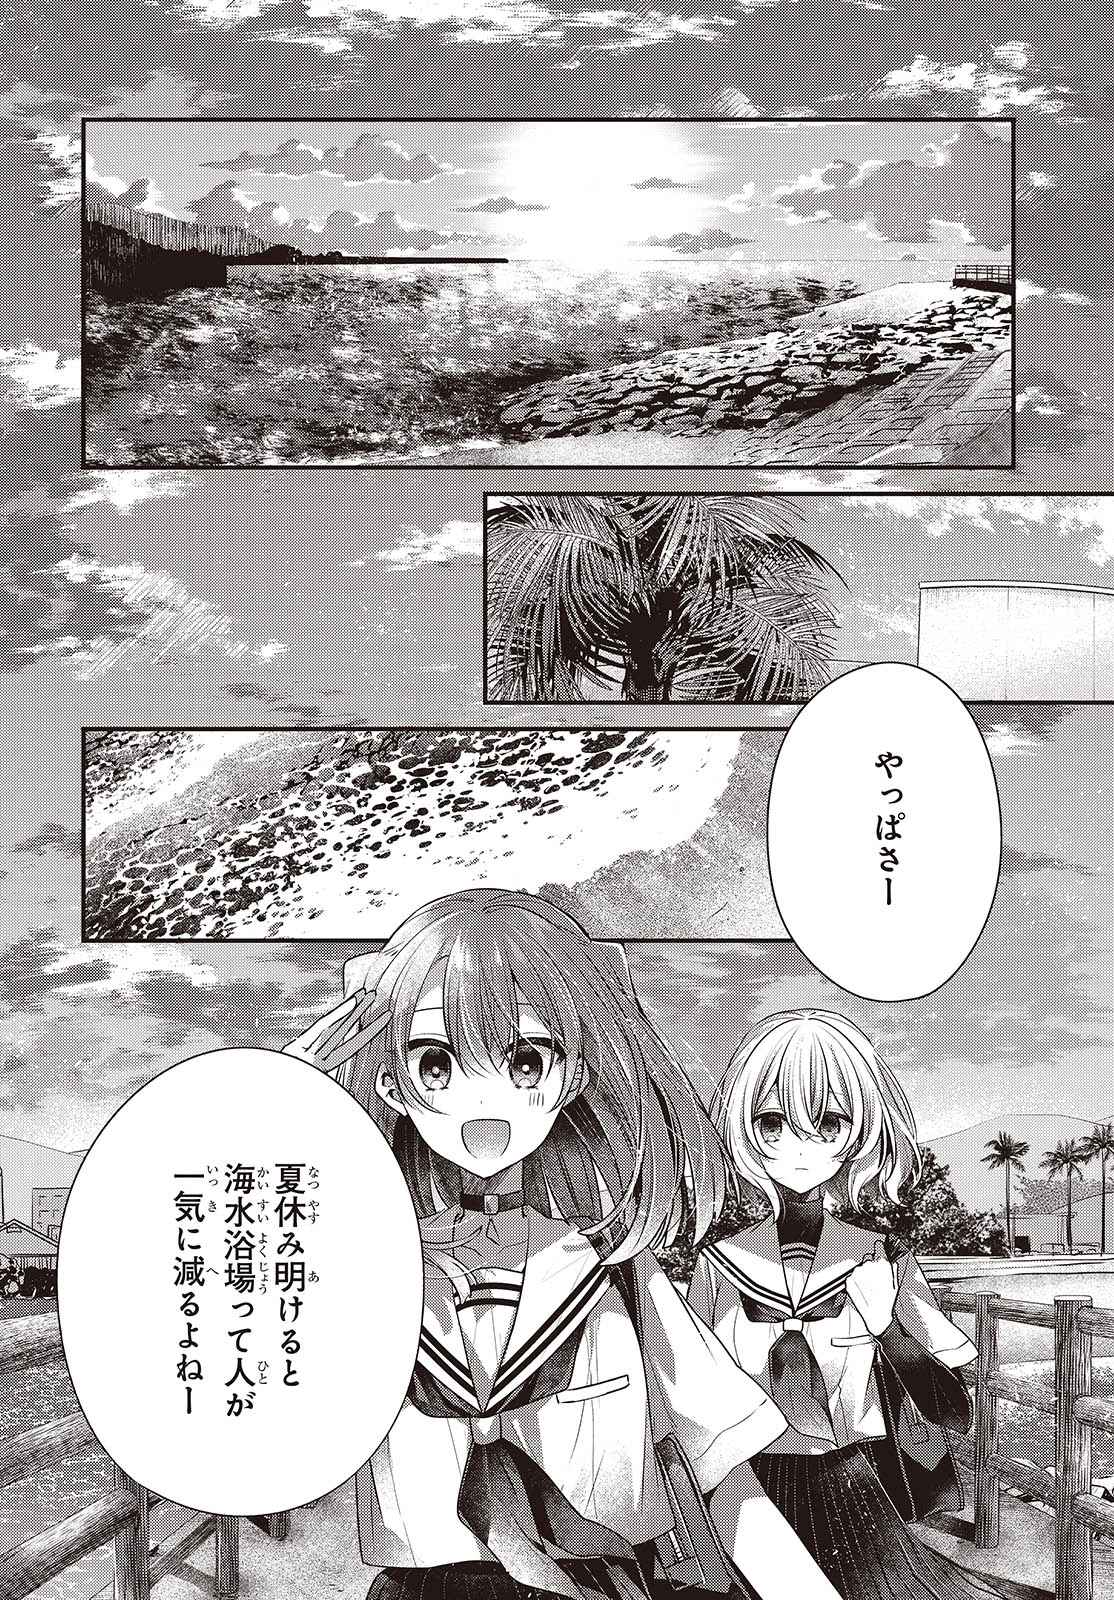 やっぱさー
夏休み明けると
海水浴場って人が
一気に減るよねー